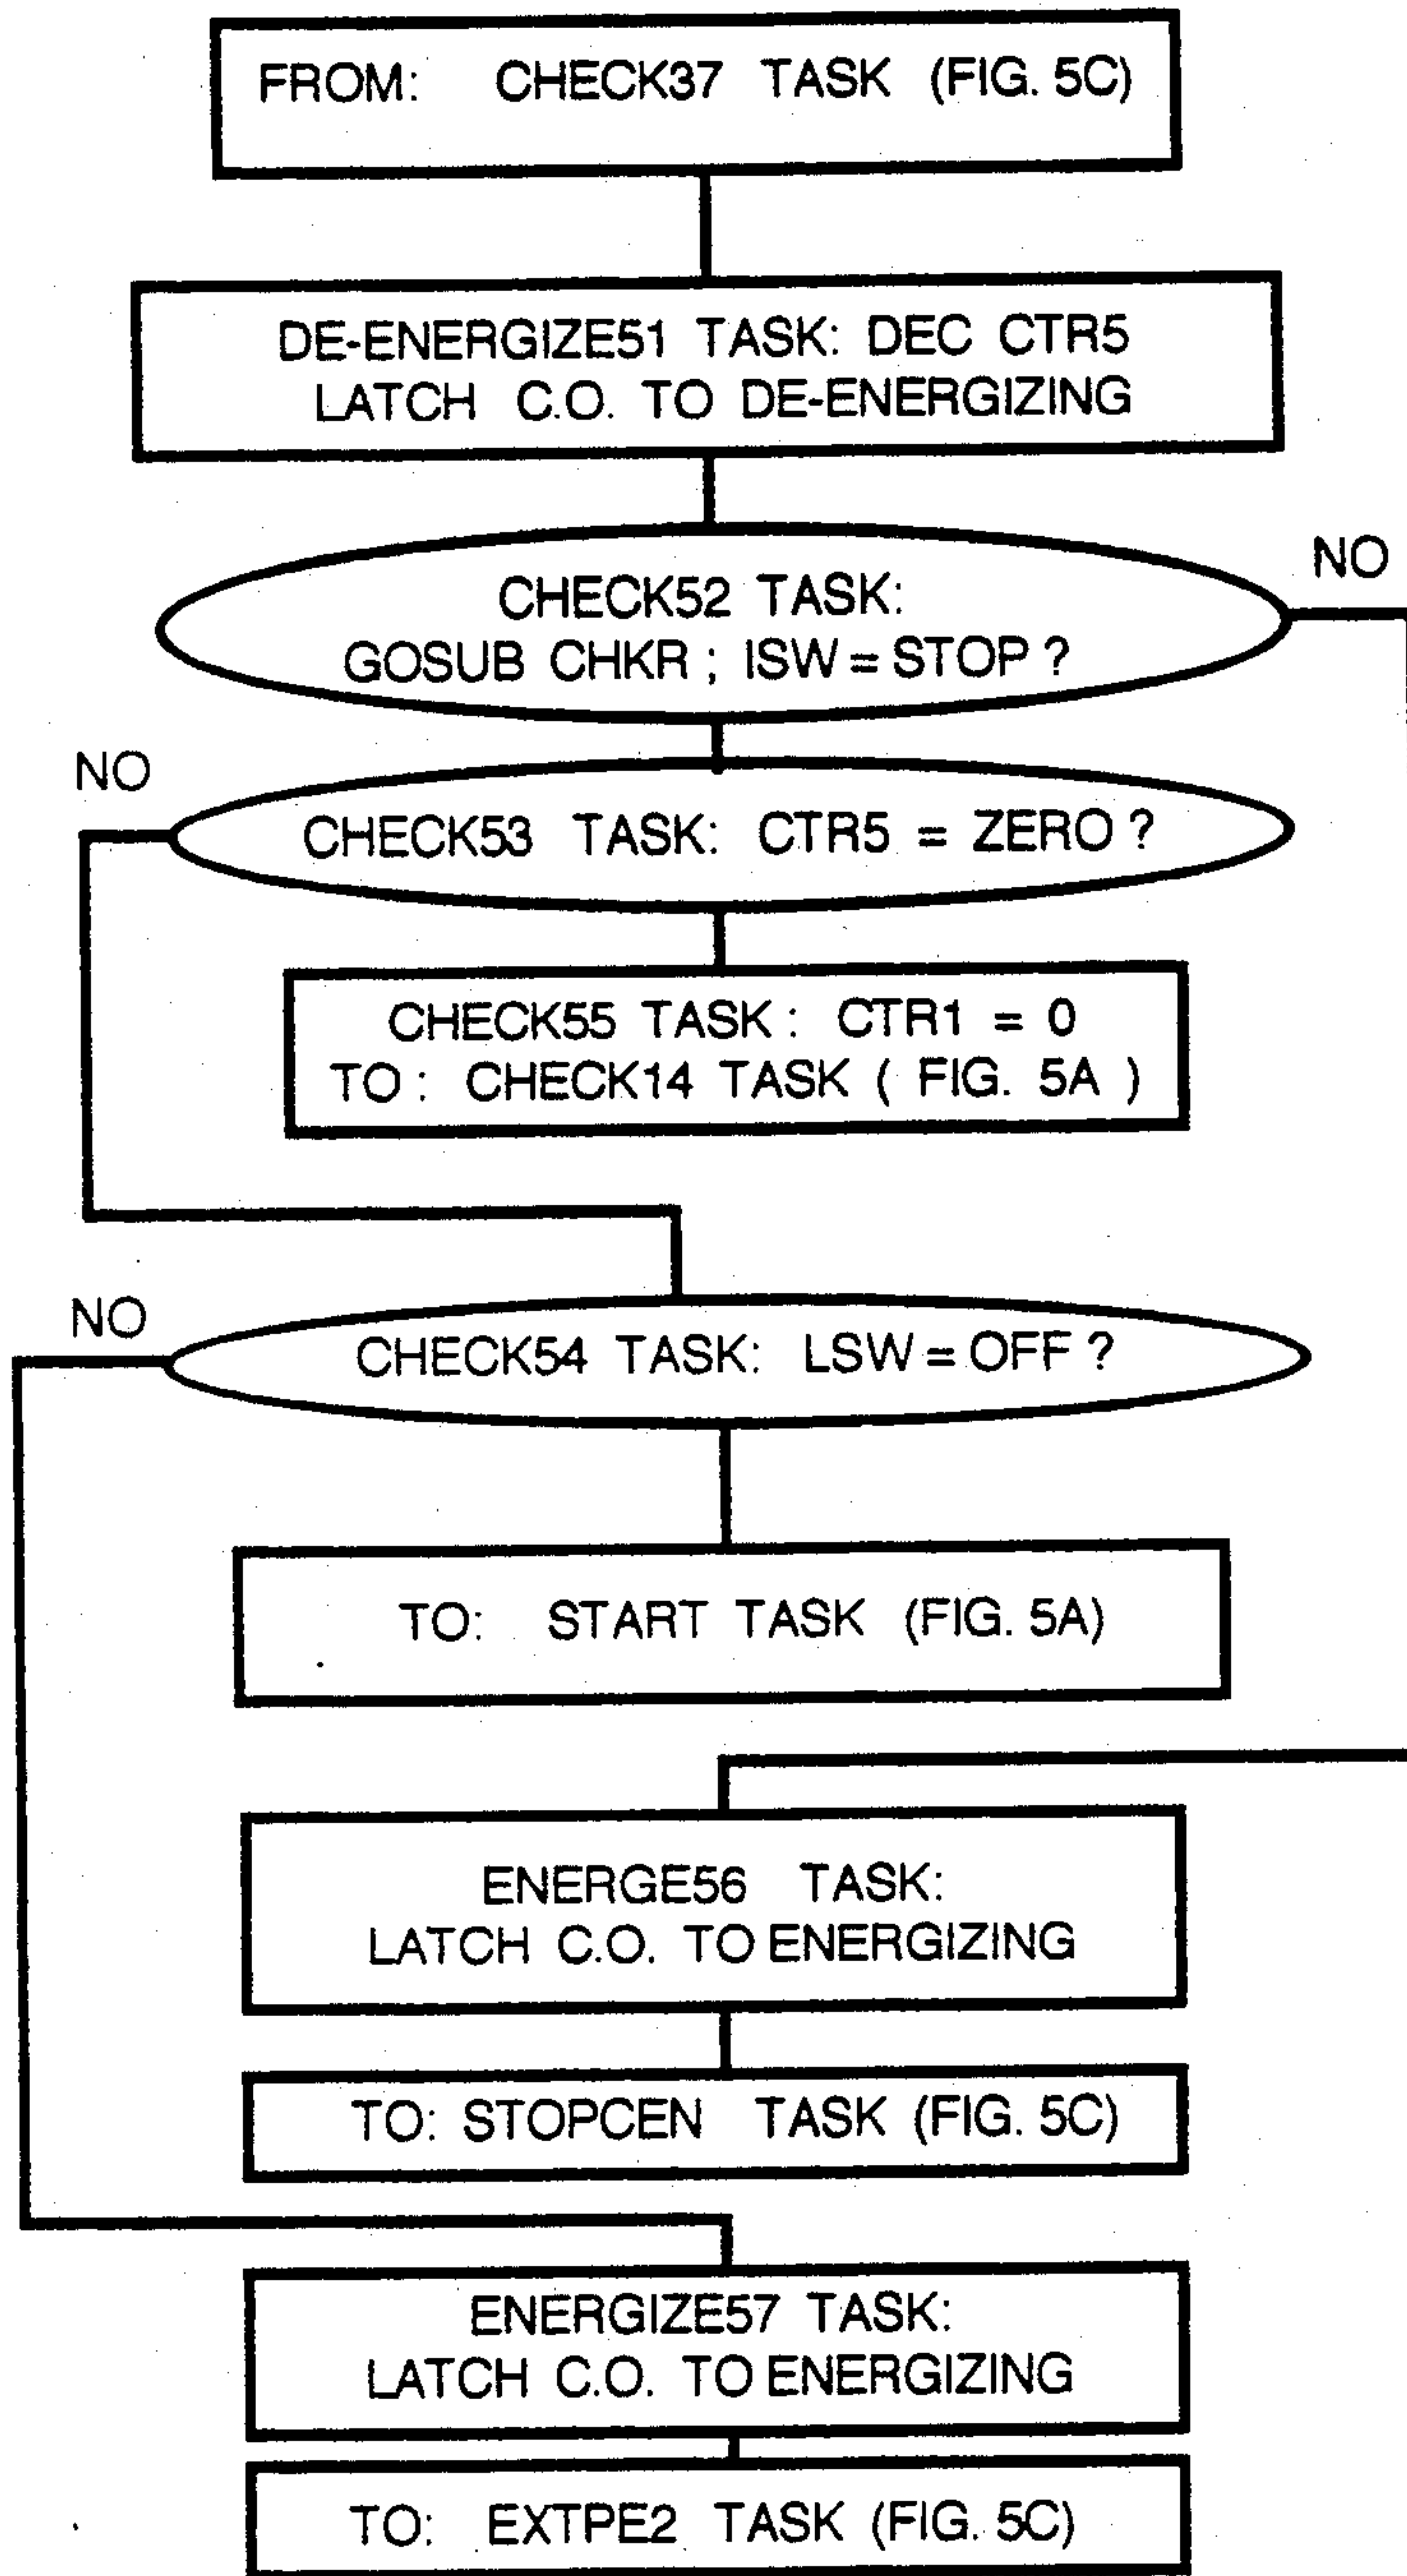 FROM: CHECK37 TASK (FIG. 5C)
DE-ENERGIZE51 TASK: DEC CTR5
LATCH C.O. TO DE-ENERGIZING
NO
CHECK52 TASK:
GOSUB CHKR ; ISW = STOP ?
NO
CHECK53 TASK: CTR5 = ZERO ?
CHECK55 TASK : CTR1 = 0
TO : CHECK14 TASK ( FIG. 5A )
NO
CHECK54 TASK: LSW = OFF ?
TO: START TASK (FIG. 5A)
ENERGE56 TASK:
LATCH C.O. TO ENERGIZING
TO: STOPCEN TASK (FIG. 5C)
ENERGIZE57 TASK:
LATCH C.O. TO ENERGIZING
TO: EXTPE2 TASK (FIG. 5C)